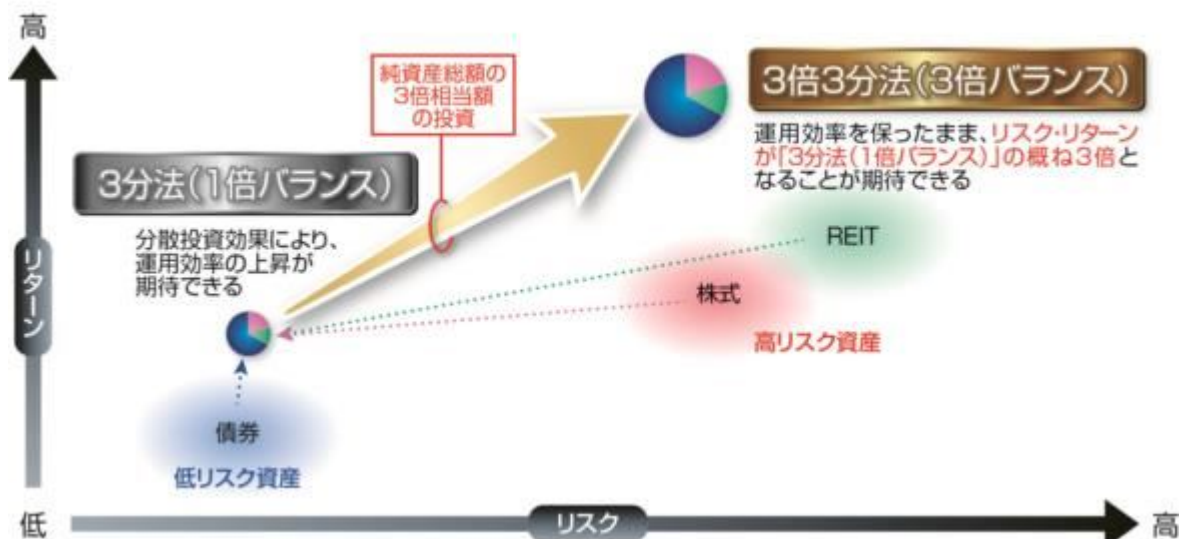 高
純資産総額の
3倍相当額
の投資
3倍3分法(3倍バランス)
運用効率を保ったまま、リスク・リターン
が「3分法(1倍バランス)」の概ね3倍と
なることが期待できる
3分法(1倍バランス)
分散投資効果により、
運用効率の上昇が
期待できる
REIT
株式
高リスク資産
リターン
債券
低リスク資産
低
リスク
高